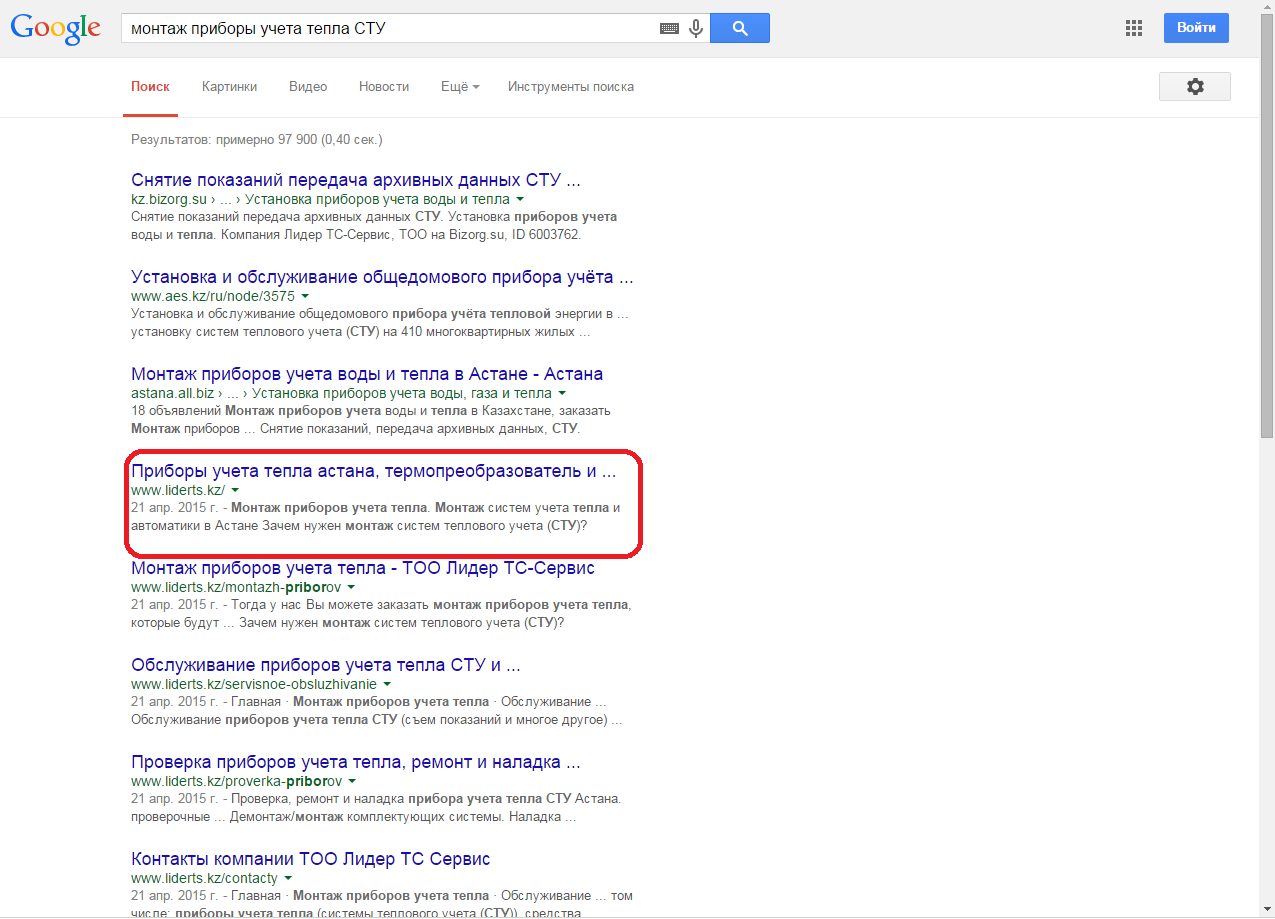 Google
монтаж приборы учета тепла СТУ
Войти
Поиск Картинки Видео Новости Ещё Инструменты поиска
Результатов: примерно 97 900 (0,40 сек.)
Снятие показаний передача архивных данных СТУ ...
kz.bizorg.su › ... › Установка приборов учета воды и тепла
Снятие показаний передача архивных данных СТУ. Установка приборов учета
воды и тепла. Компания Лидер ТС-Сервис, ТОО на Bizorg.su, ID 6003762.
Установка и обслуживание общедомового прибора учёта ...
www.aes.kz/ru/node/3575
Установка и обслуживание общедомового прибора учёта тепловой энергии в ...
установку систем теплового учета (СТУ) на 410 многоквартирных жилых ...
Монтаж приборов учета воды и тепла в Астане - Астана
astana.all.biz › ... › Установка приборов учета воды, газа и тепла
18 объявлений Монтаж приборов учета воды и тепла в Казахстане, заказать
Монтаж приборов ... Снятие показаний, передача архивных данных, СТУ.
Приборы учета тепла астана, термопреобразователь и ...
www.liderts.kz/
21 апр. 2015 г. - Монтаж приборов учета тепла. Монтаж систем учета тепла и
автоматики в Астане Зачем нужен монтаж систем теплового учета (СТУ)?
Монтаж приборов учета тепла - ТОО Лидер ТС-Сервис
www.liderts.kz/montazh-priborov
21 апр. 2015 г. - Тогда у нас Вы можете заказать монтаж приборов учета тепла,
которые будут ... Зачем нужен монтаж систем теплового учета (СТУ)?
Обслуживание приборов учета тепла СТУ и ...
www.liderts.kz/servisnoe-obsluzhivanie
21 апр. 2015 г. - Главная · Монтаж приборов учета тепла · Обслуживание ...
Обслуживание приборов учета тепла СТУ (съем показаний и многое другое) ...
Проверка приборов учета тепла, ремонт и наладка ...
www.liderts.kz/proverka-priborov
21 апр. 2015 г. - Проверка, ремонт и наладка прибора учета тепла СТУ Астана.
проверочные ... Демонтаж/монтаж комплектующих системы. Наладка ...
Контакты компании ТОО Лидер ТС Сервис
www.liderts.kz/contacty
21 апр. 2015 г. - Главная · Монтаж приборов учета тепла · Обслуживание ... том
числе: приборы учета тепла (системы теплового учета (СТУ)), средства